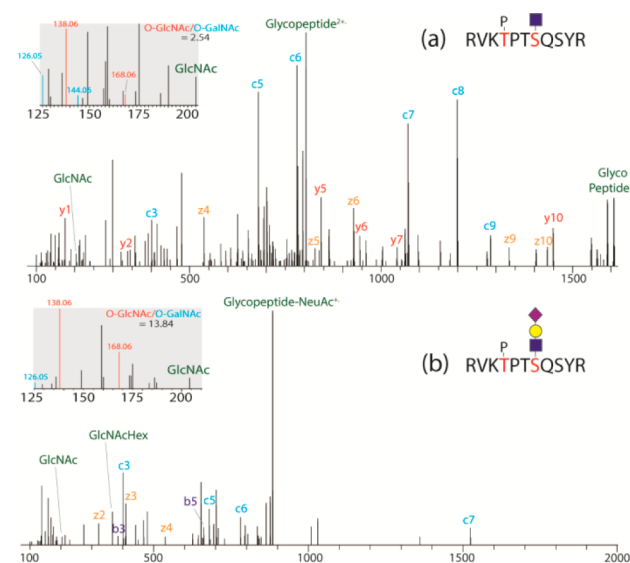 138.06
O-GlcNAc/O-GalNAc
= 2.54
126.05
GlcNAc
168.06
144.05
125 150 175 200
Glycopeptide2+·
(a)
P
RVKTPTSQSYR
c5
c6
c7
c8
GlcNAc
y1
y2
c3
z4
y5
z5
z6
y6
y7
c9
z9
z10
y10
Glyco
Peptide
100 500 1000 1500
138.06
O-GlcNAc/O-GalNAc
= 13.84
168.06
GlcNAc
126.05
125 150 175 200
Glycopeptide-NeuAc+·
(b)
P
RVKTPTSQSYR
GlcNAcHex
GlcNAc
c3
z3
z2
b3
z4
b5
c5
c6
c7
100 500 1000 1500 2000